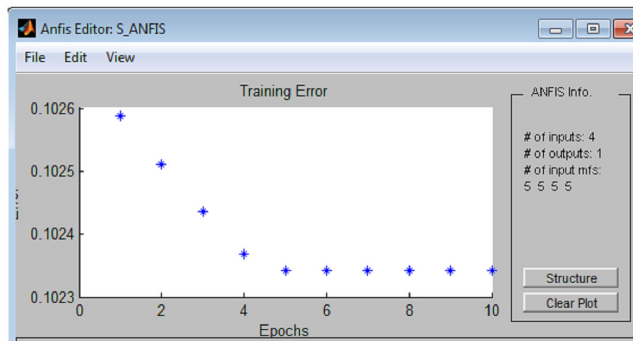 Anfis Editor: S_ANFIS
File Edit View
Training Error
0.1026
0.1025
0.1024
0.1023
0 2 4 6 8 10
Epochs
ANFIS Info.
# of inputs: 4
# of outputs: 1
# of input mfs:
5 5 5 5
Structure
Clear Plot